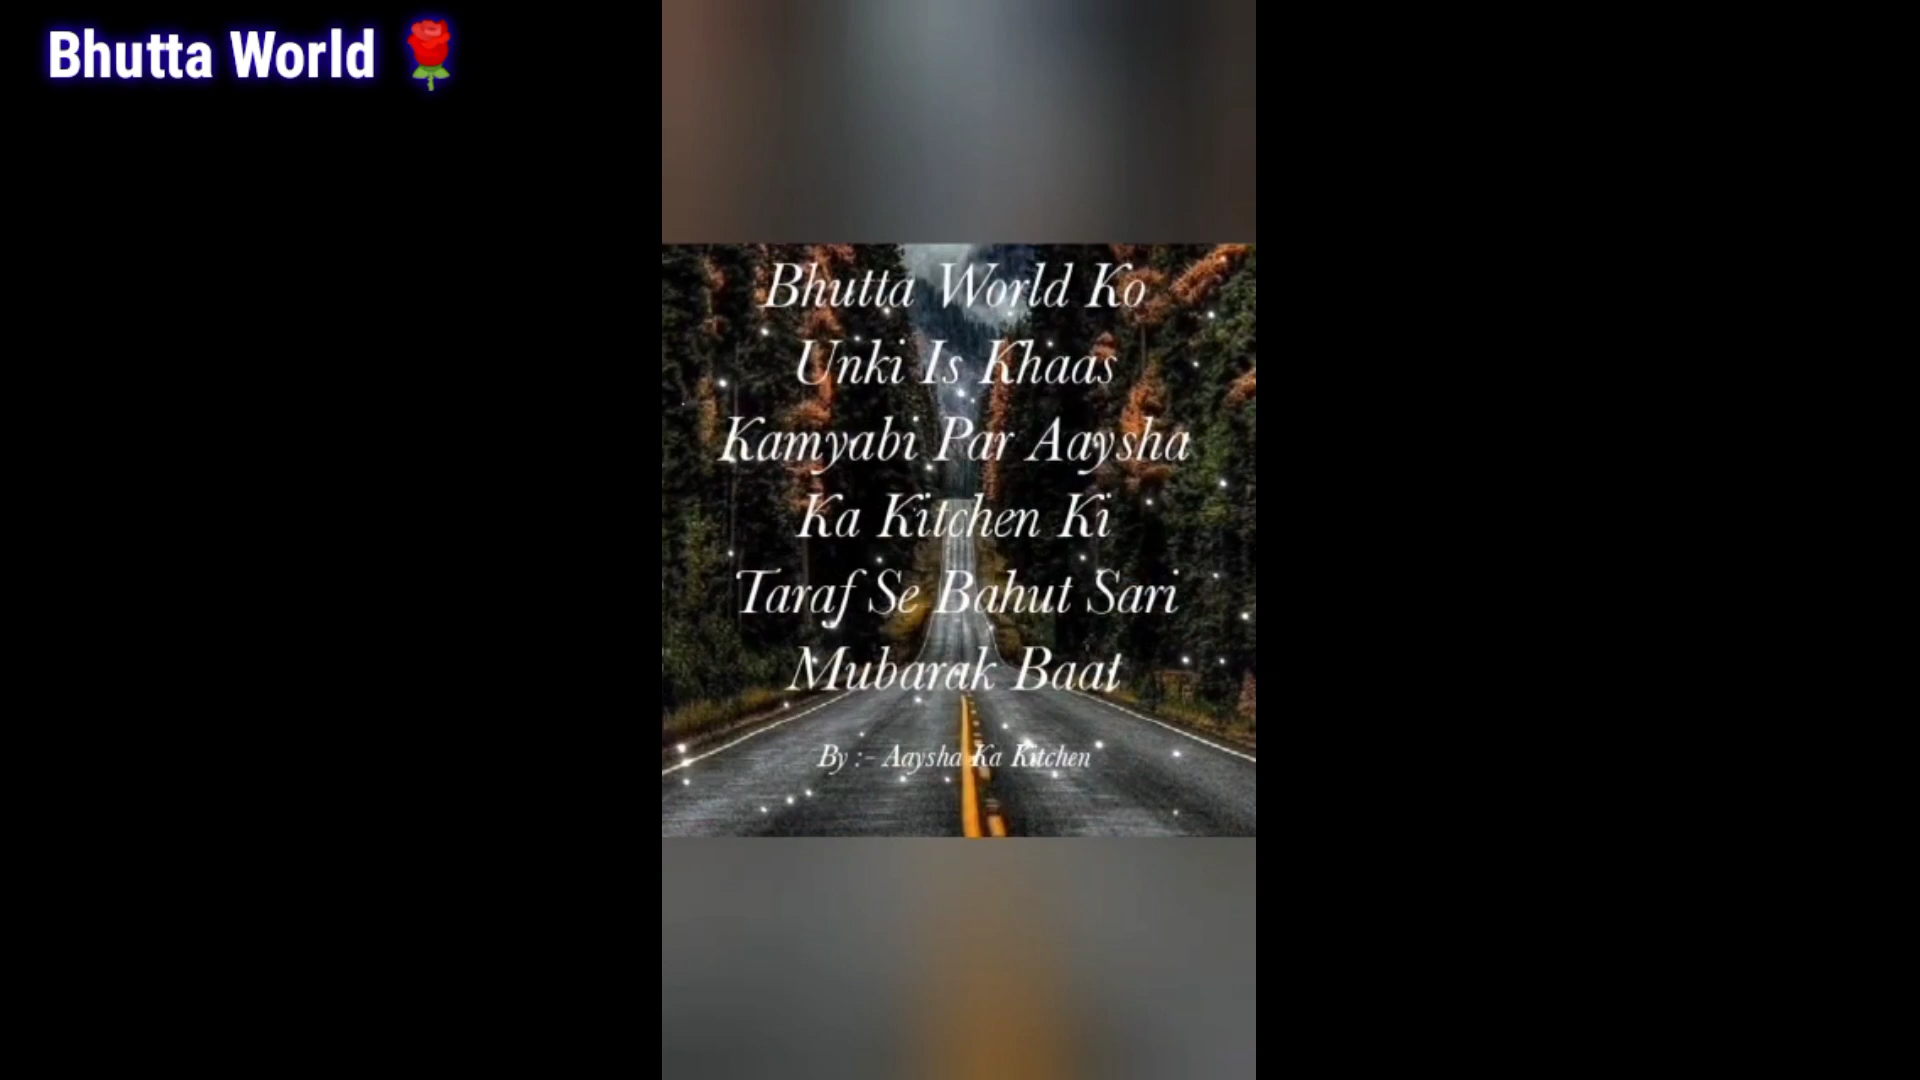 Bhutta World 🌹
Bhutta World Ko
Unki Is Khaas
Kamyabi Par Aaysha
Ka Kitchen Ki
Taraf Se Bahut Sari
Mubarak Baat
By :- Aaysha Ka Kitchen